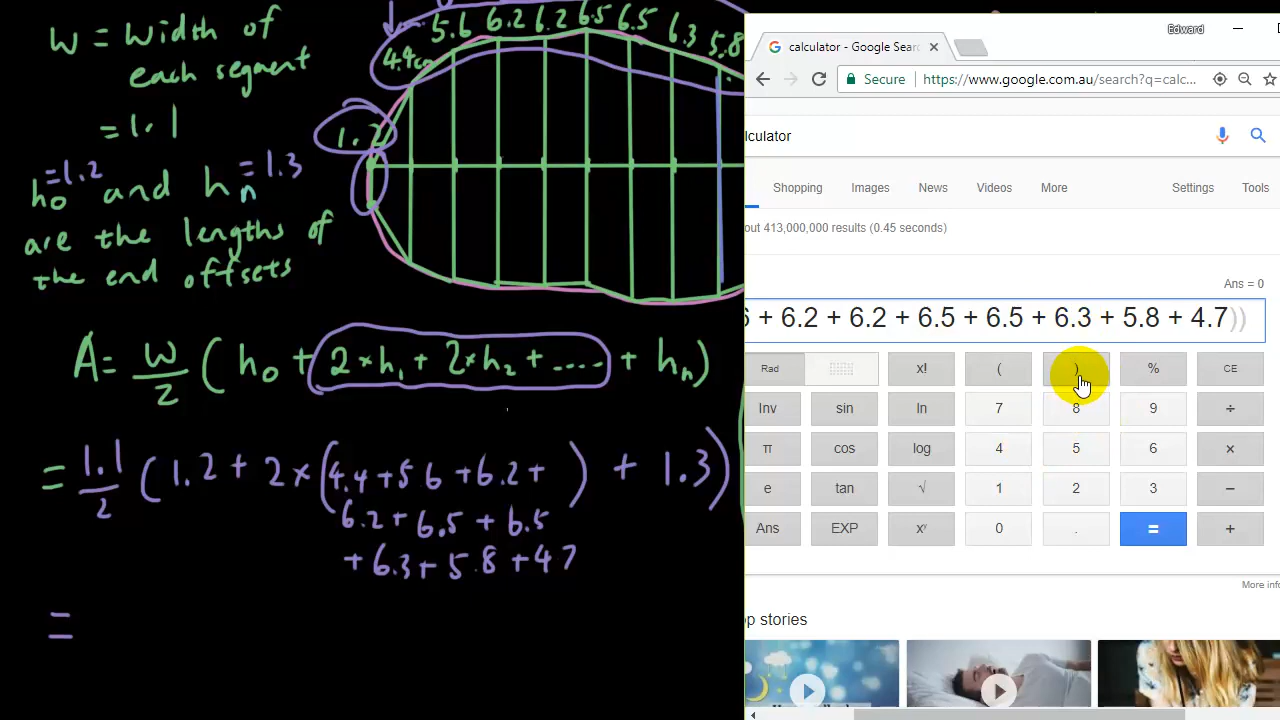 w = width of
each segment
= 1.1
=1.2
=1.3
h0 and hn
are the lengths of
the end offsets
1.2
4.4cm
5.6
6.2
6.2
6.5
6.5
6.3
5.8
A = w/2 ( h0 + 2×h1 + 2×h2 + .... + hn )
= 1.1/2 ( 1.2 + 2 × ( 4.4 + 5 6 + 6.2 + ) + 1.3 )
6.2 + 6.5 + 6.5
+ 6.3 + 5.8 + 4 7
=
Edward
calculator - Google Sear
Secure
https://www.google.com.au/search?q=calc...
lculator
Shopping Images News Videos More Settings Tools
out 413,000,000 results (0.45 seconds)
Ans = 0
6 + 6.2 + 6.2 + 6.5 + 6.5 + 6.3 + 5.8 + 4.7))
Rad x! ( ) % CE
Inv sin ln 7 8 9 ÷
π cos log 4 5 6 ×
e tan √ 1 2 3 −
Ans EXP xʸ 0 . = +
More info
op stories